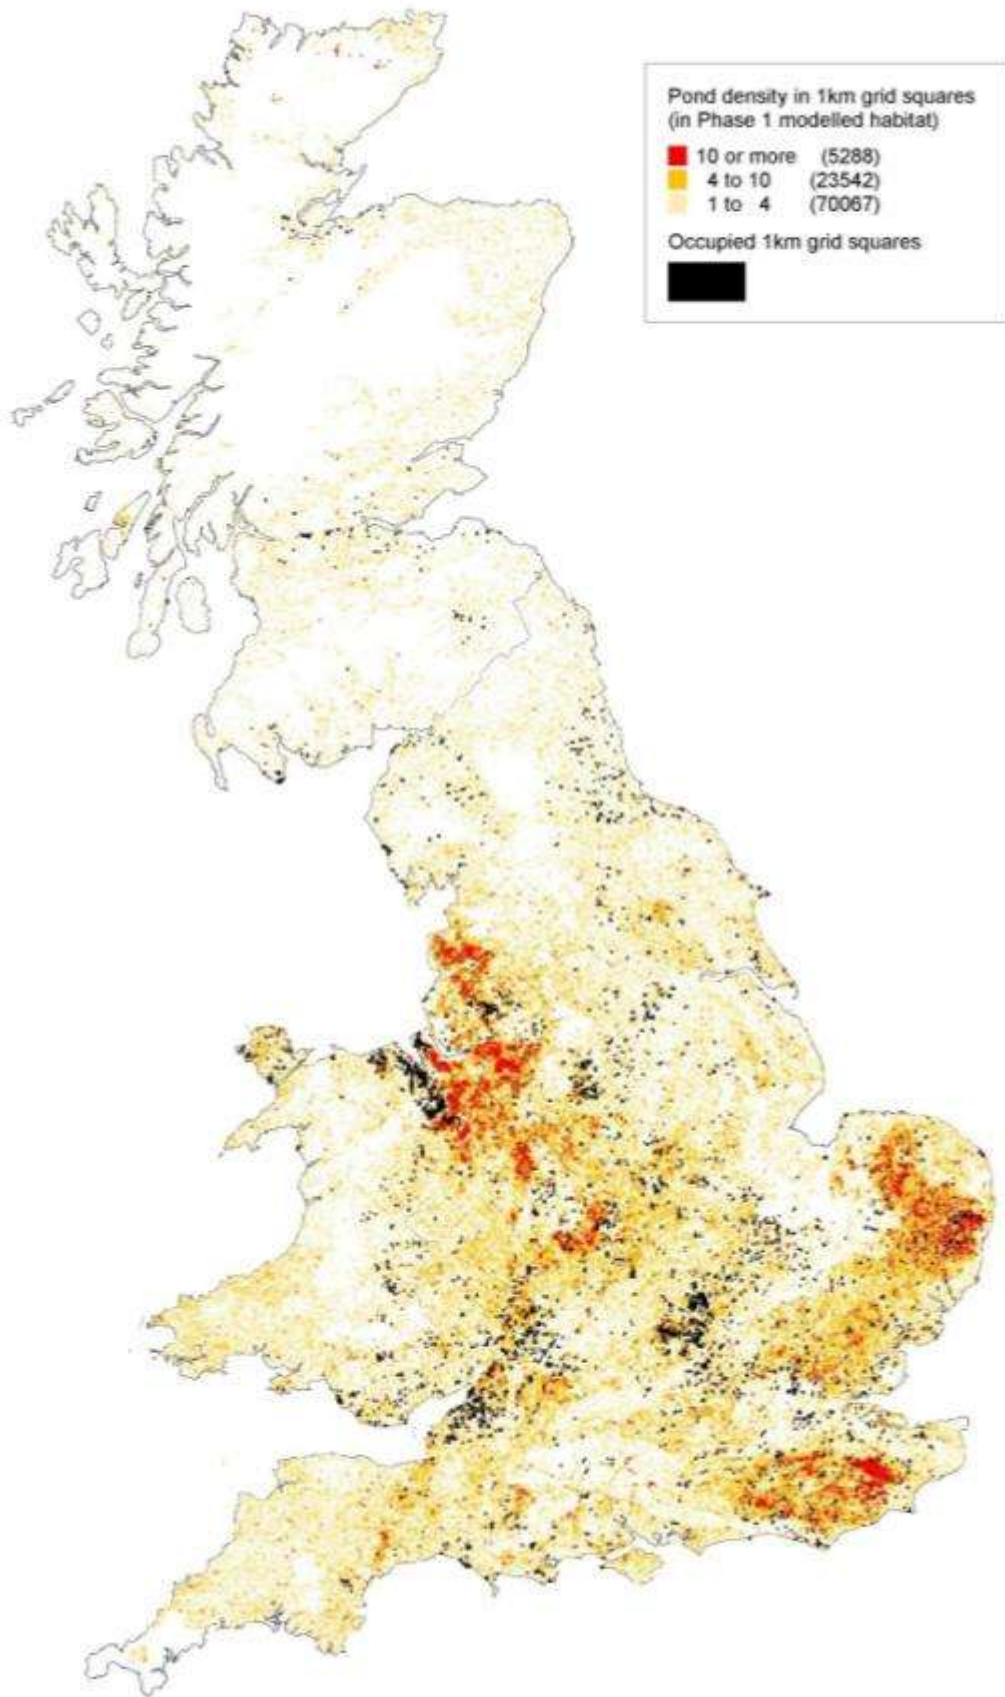 Pond density in 1km grid squares
(in Phase 1 modelled habitat)
10 or more (5288)
4 to 10 (23542)
1 to 4 (70067)
Occupied 1km grid squares